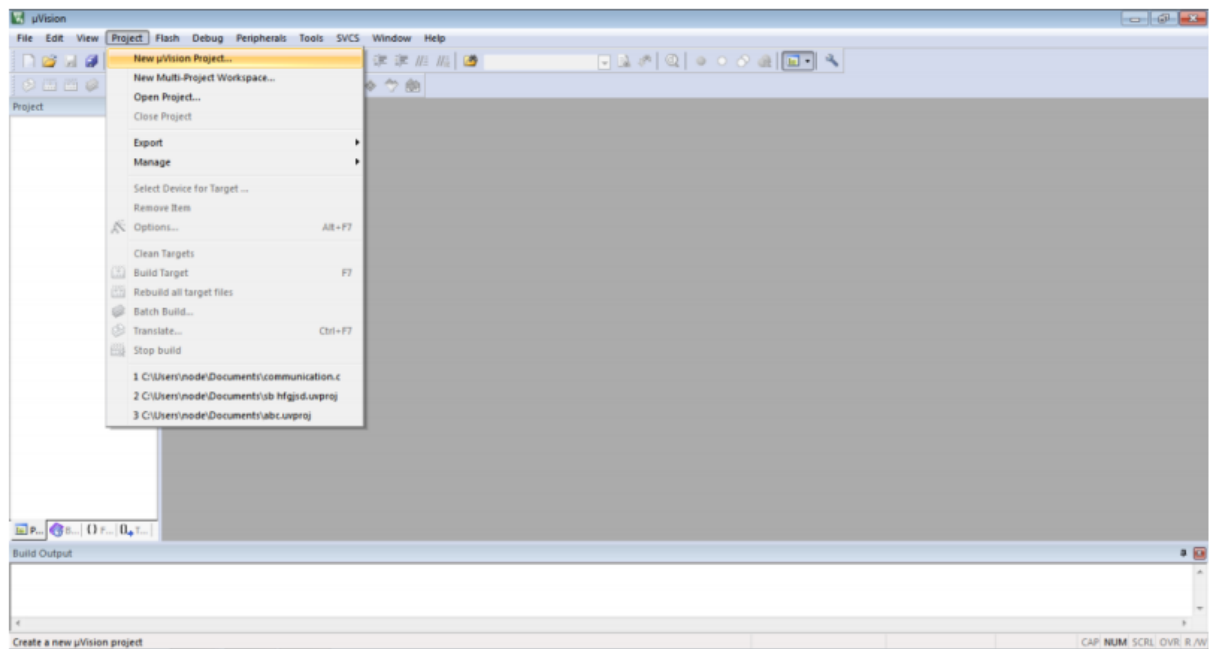 µVision
File Edit View Project Flash Debug Peripherals Tools SVCS Window Help
New µVision Project...
New Multi-Project Workspace...
Open Project...
Close Project
Export
Manage
Select Device for Target ...
Remove Item
Options... Alt+F7
Clean Targets
Build Target F7
Rebuild all target files
Batch Build...
Translate... Ctrl+F7
Stop build
1 C:\Users\node\Documents\communication.c
2 C:\Users\node\Documents\sb hfgjsd.uvproj
3 C:\Users\node\Documents\abc.uvproj
Project
P... B... {} F... 0 T...
Build Output
Create a new µVision project
CAP NUM SCRL OVR R/W